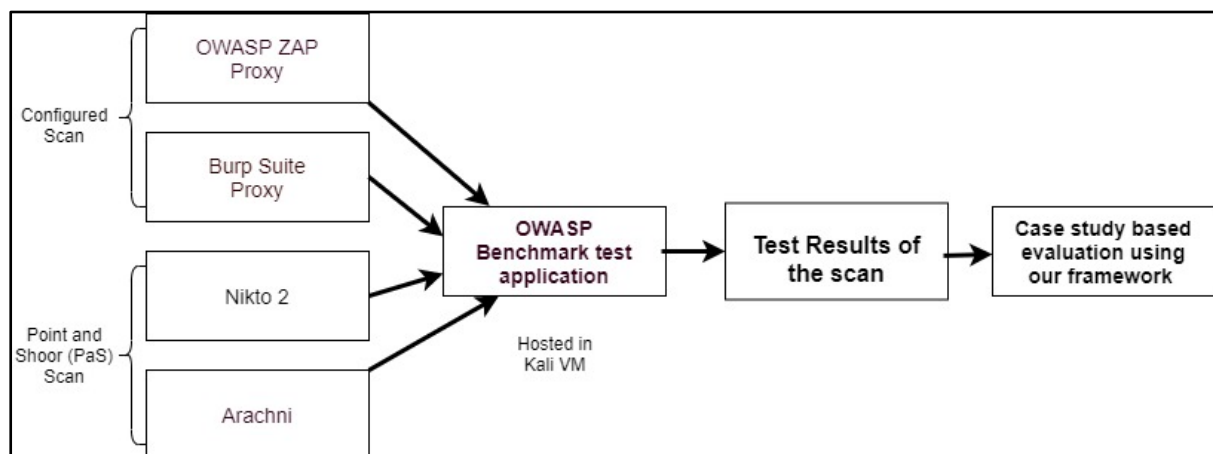 OWASP ZAP
Proxy
Configured
Scan
Burp Suite
Proxy
OWASP
Benchmark test
application
Test Results of
the scan
Case study based
evaluation using
our framework
Nikto 2
Point and
Shoor (PaS)
Scan
Hosted in
Kali VM
Arachni